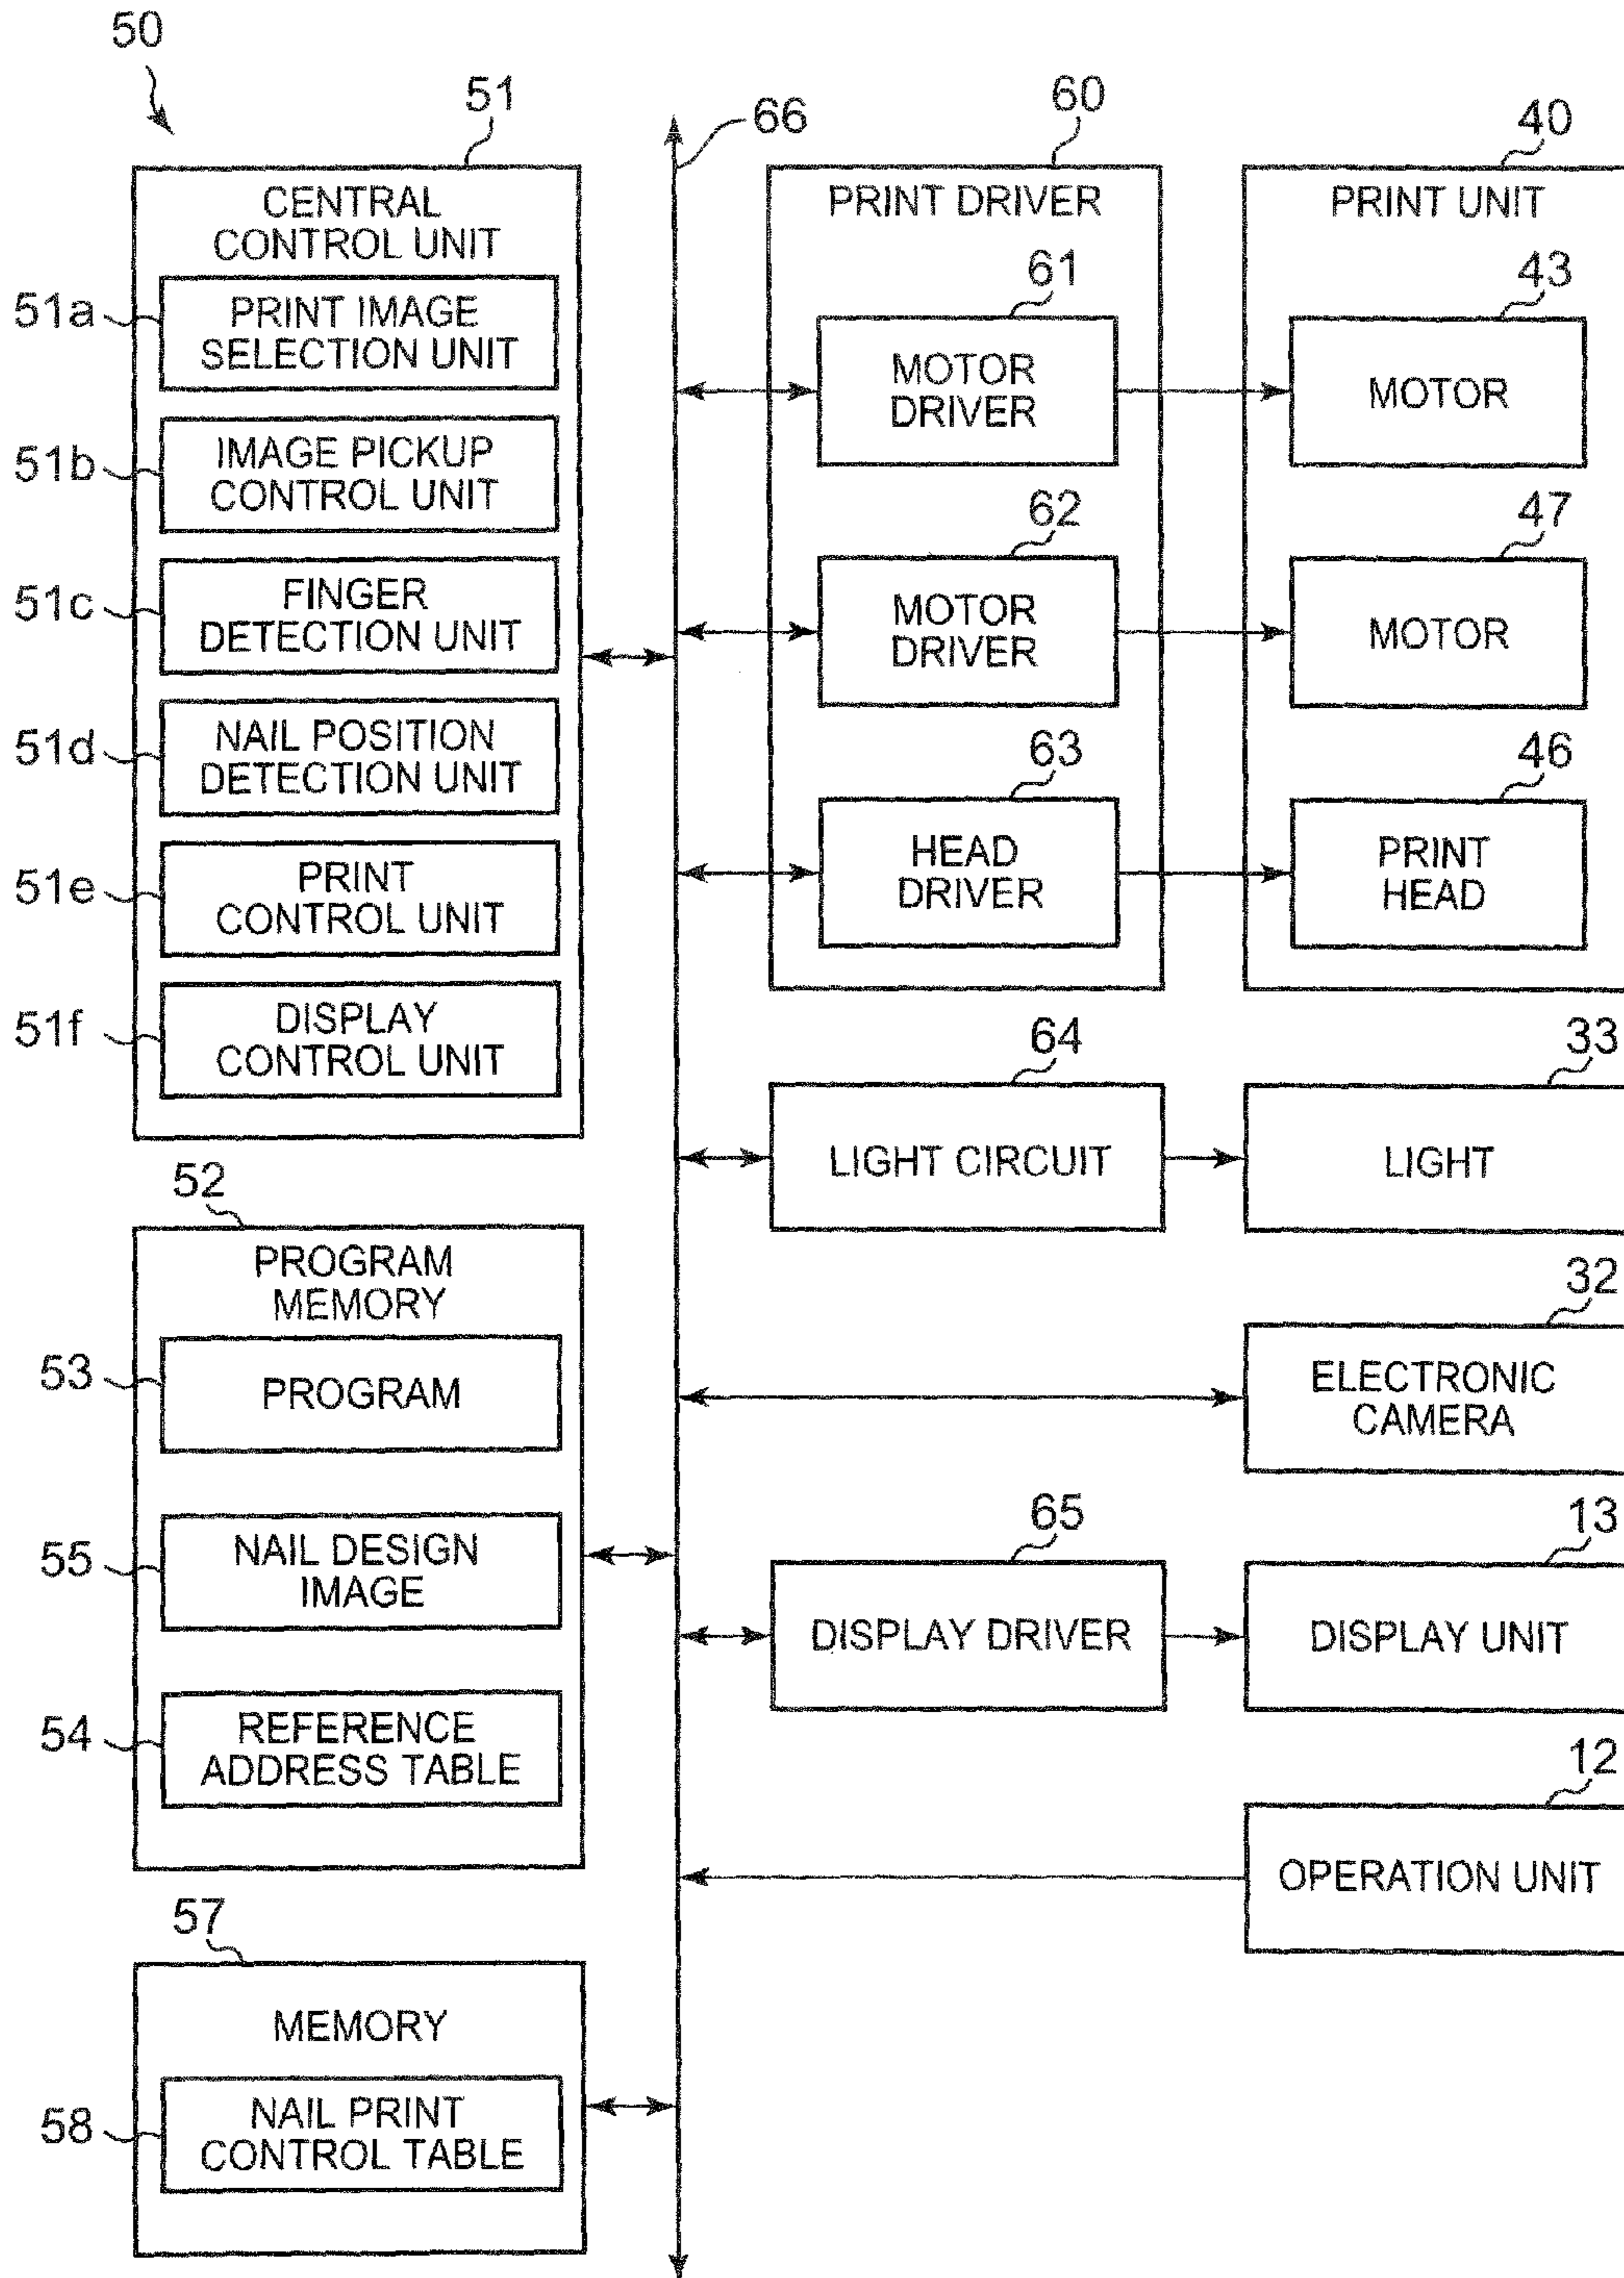 50
51
CENTRAL
CONTROL UNIT
51a
PRINT IMAGE
SELECTION UNIT
51b
IMAGE PICKUP
CONTROL UNIT
51c
FINGER
DETECTION UNIT
51d
NAIL POSITION
DETECTION UNIT
51e
PRINT
CONTROL UNIT
51f
DISPLAY
CONTROL UNIT
52
PROGRAM
MEMORY
53
PROGRAM
55
NAIL DESIGN
IMAGE
54
REFERENCE
ADDRESS TABLE
57
MEMORY
58
NAIL PRINT
CONTROL TABLE
66
60
PRINT DRIVER
61
MOTOR
DRIVER
62
MOTOR
DRIVER
63
HEAD
DRIVER
40
PRINT UNIT
43
MOTOR
47
MOTOR
46
PRINT
HEAD
64
LIGHT CIRCUIT
33
LIGHT
32
ELECTRONIC
CAMERA
65
DISPLAY DRIVER
13
DISPLAY UNIT
12
OPERATION UNIT